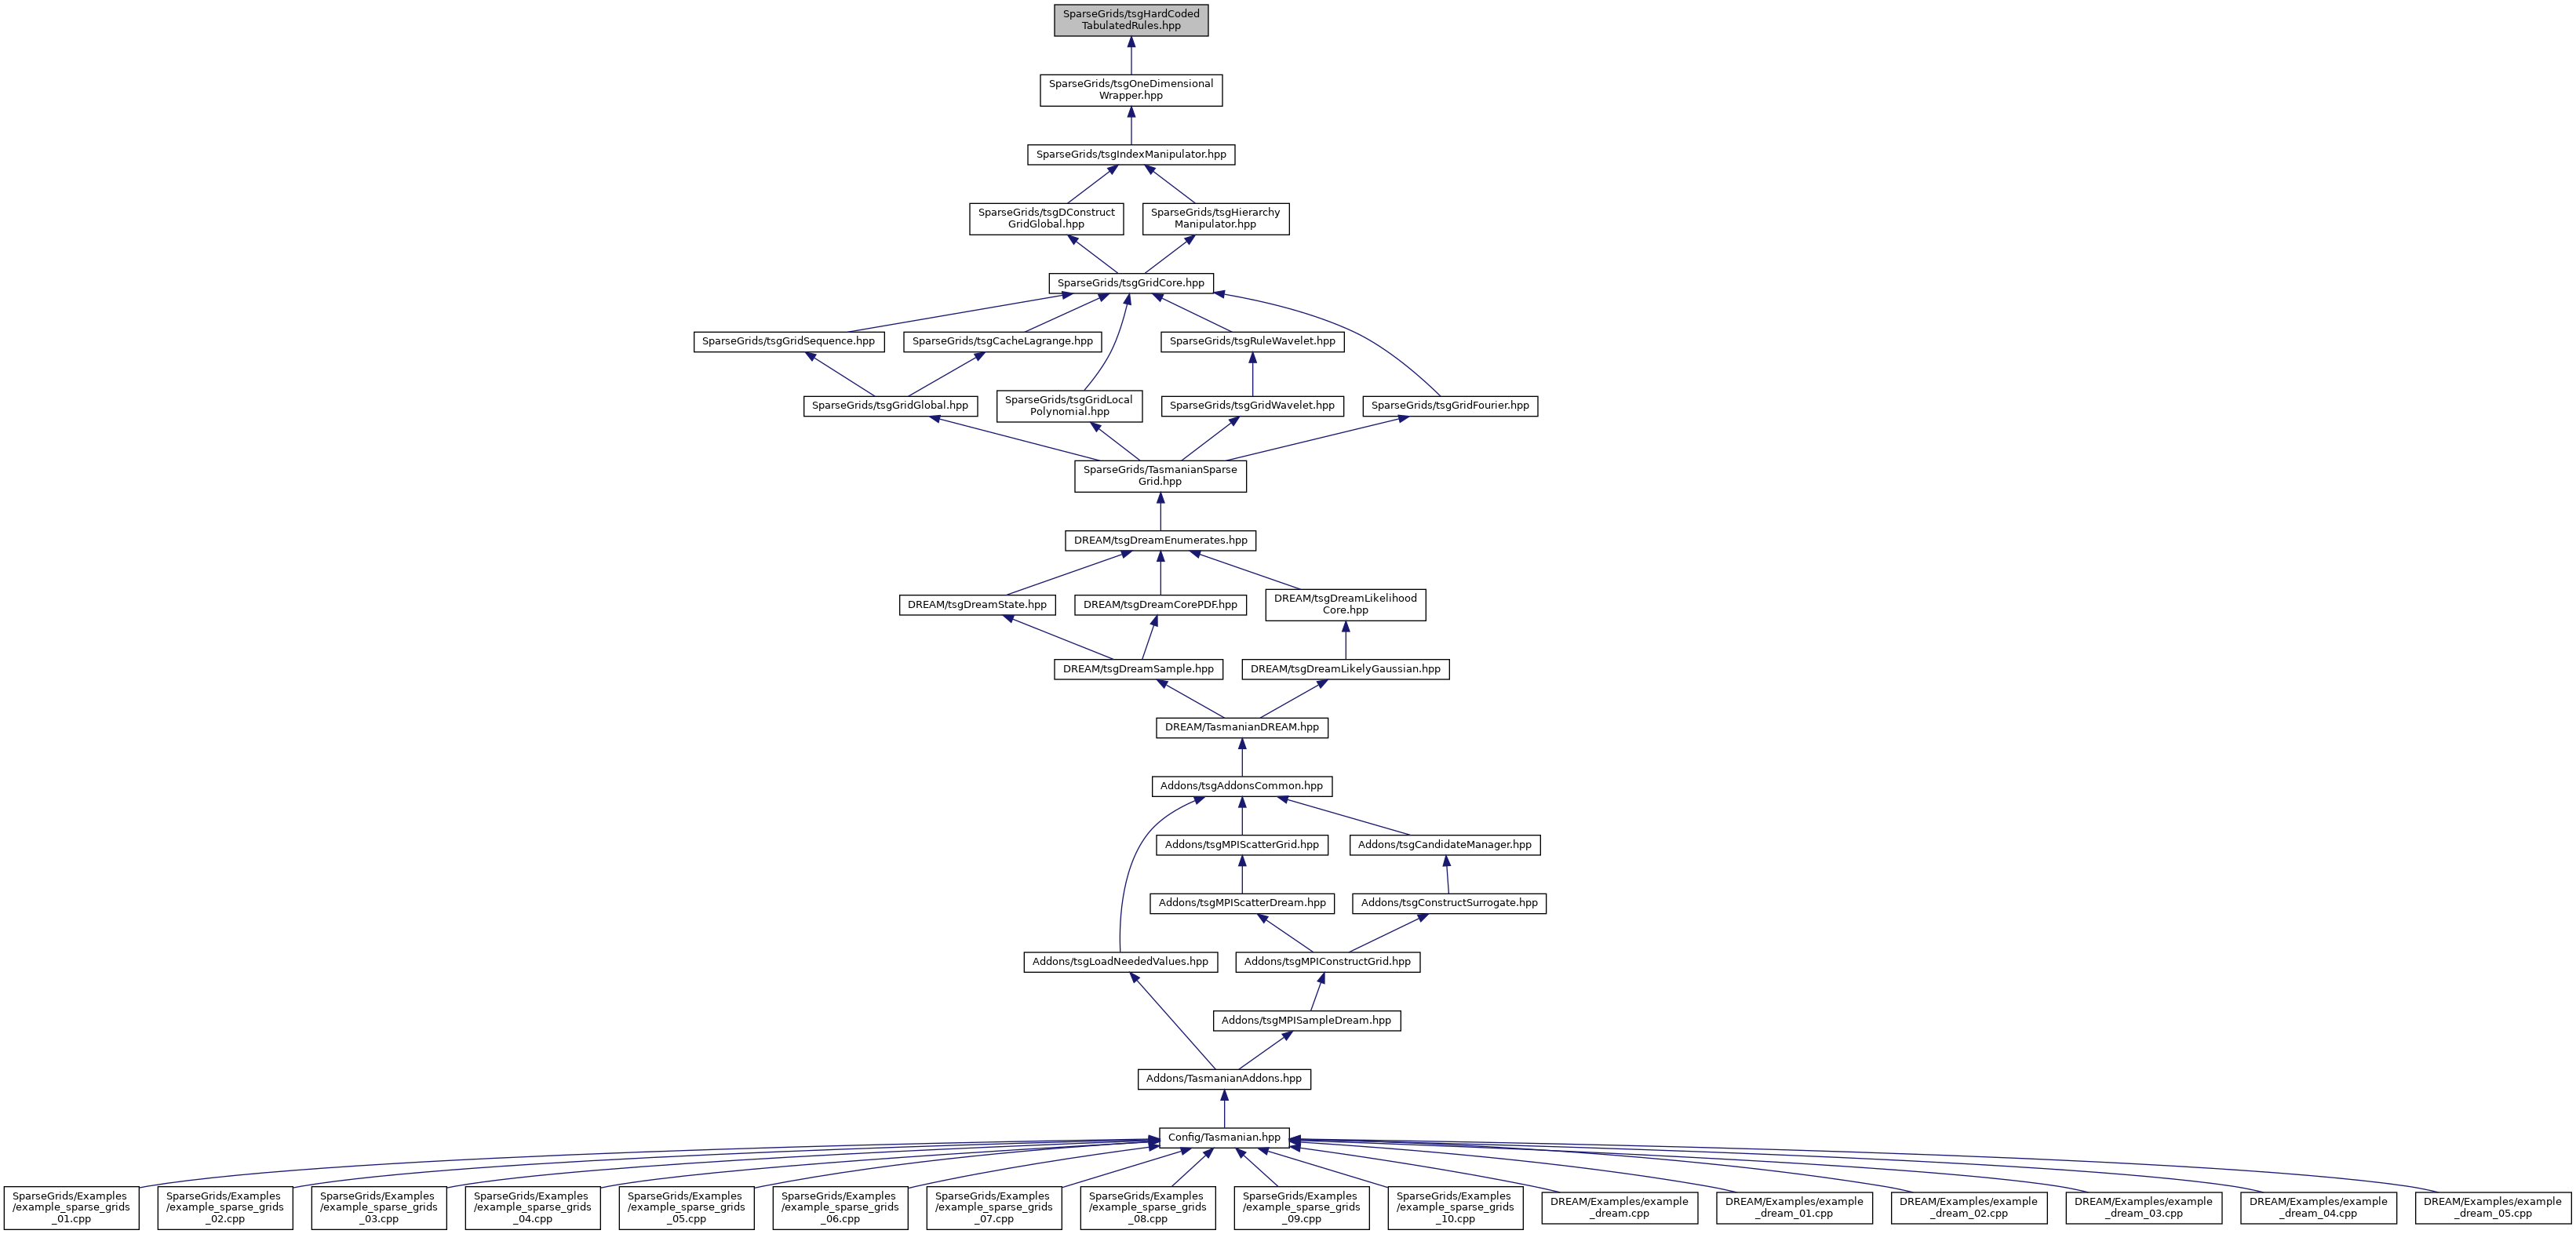 SparseGrids/tsgHardCoded
TabulatedRules.hpp
SparseGrids/tsgOneDimensional
Wrapper.hpp
SparseGrids/tsgIndexManipulator.hpp
SparseGrids/tsgDConstruct
GridGlobal.hpp
SparseGrids/tsgHierarchy
Manipulator.hpp
SparseGrids/tsgGridCore.hpp
SparseGrids/tsgGridSequence.hpp
SparseGrids/tsgCacheLagrange.hpp
SparseGrids/tsgRuleWavelet.hpp
SparseGrids/tsgGridGlobal.hpp
SparseGrids/tsgGridLocal
Polynomial.hpp
SparseGrids/tsgGridWavelet.hpp
SparseGrids/tsgGridFourier.hpp
SparseGrids/TasmanianSparse
Grid.hpp
DREAM/tsgDreamEnumerates.hpp
DREAM/tsgDreamState.hpp
DREAM/tsgDreamCorePDF.hpp
DREAM/tsgDreamLikelihood
Core.hpp
DREAM/tsgDreamSample.hpp
DREAM/tsgDreamLikelyGaussian.hpp
DREAM/TasmanianDREAM.hpp
Addons/tsgAddonsCommon.hpp
Addons/tsgMPIScatterGrid.hpp
Addons/tsgCandidateManager.hpp
Addons/tsgMPIScatterDream.hpp
Addons/tsgConstructSurrogate.hpp
Addons/tsgLoadNeededValues.hpp
Addons/tsgMPIConstructGrid.hpp
Addons/tsgMPISampleDream.hpp
Addons/TasmanianAddons.hpp
Config/Tasmanian.hpp
SparseGrids/Examples
/example_sparse_grids
_01.cpp
SparseGrids/Examples
/example_sparse_grids
_02.cpp
SparseGrids/Examples
/example_sparse_grids
_03.cpp
SparseGrids/Examples
/example_sparse_grids
_04.cpp
SparseGrids/Examples
/example_sparse_grids
_05.cpp
SparseGrids/Examples
/example_sparse_grids
_06.cpp
SparseGrids/Examples
/example_sparse_grids
_07.cpp
SparseGrids/Examples
/example_sparse_grids
_08.cpp
SparseGrids/Examples
/example_sparse_grids
_09.cpp
SparseGrids/Examples
/example_sparse_grids
_10.cpp
DREAM/Examples/example
_dream.cpp
DREAM/Examples/example
_dream_01.cpp
DREAM/Examples/example
_dream_02.cpp
DREAM/Examples/example
_dream_03.cpp
DREAM/Examples/example
_dream_04.cpp
DREAM/Examples/example
_dream_05.cpp